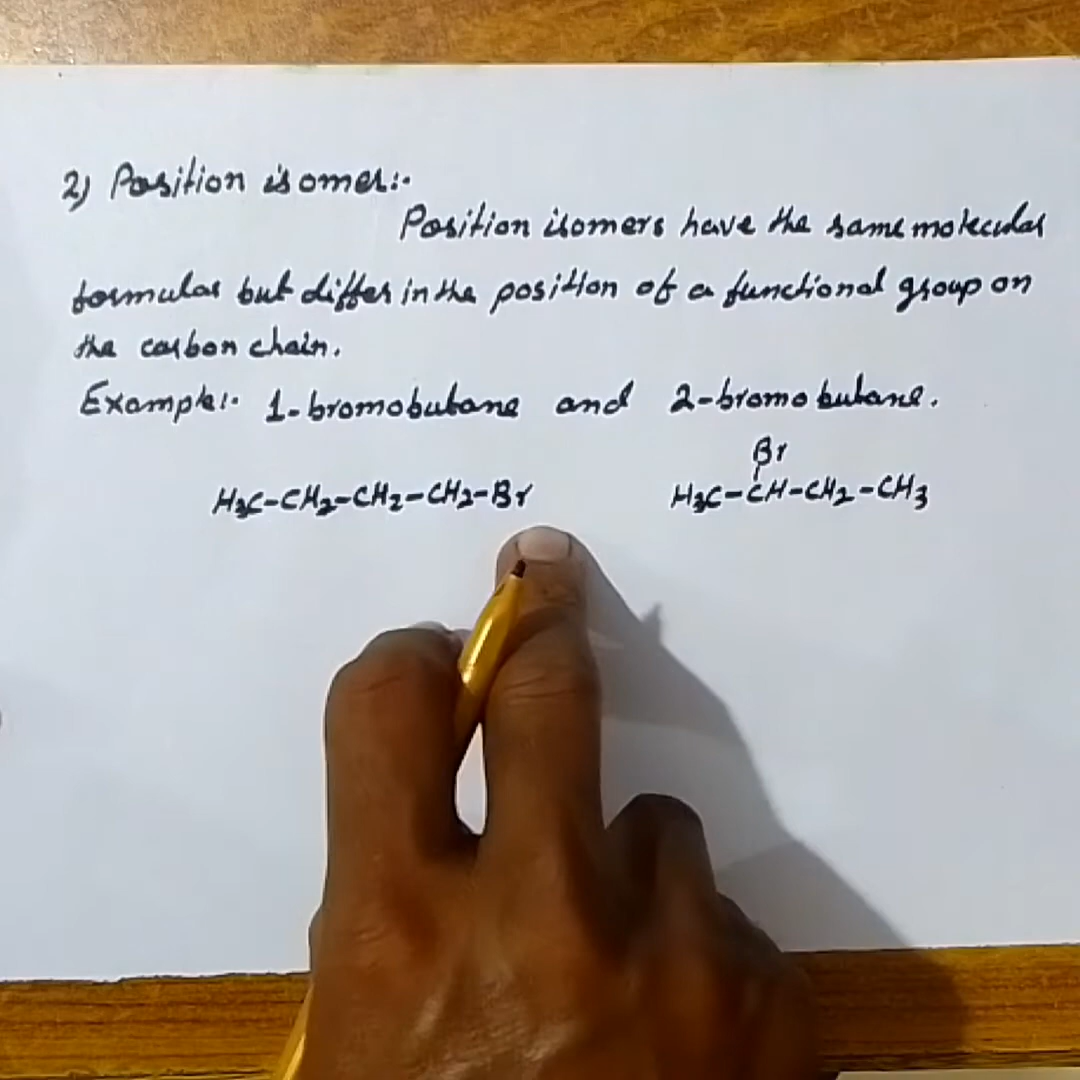 2) Position isomer:-
Position isomers have the same molecular
formular but differ in the position of a functional group on
the carbon chain.
Example:- 1-bromobutane and 2-bromobutane.
Br
H3C-CH2-CH2-CH2-Br H3C-CH-CH2-CH3